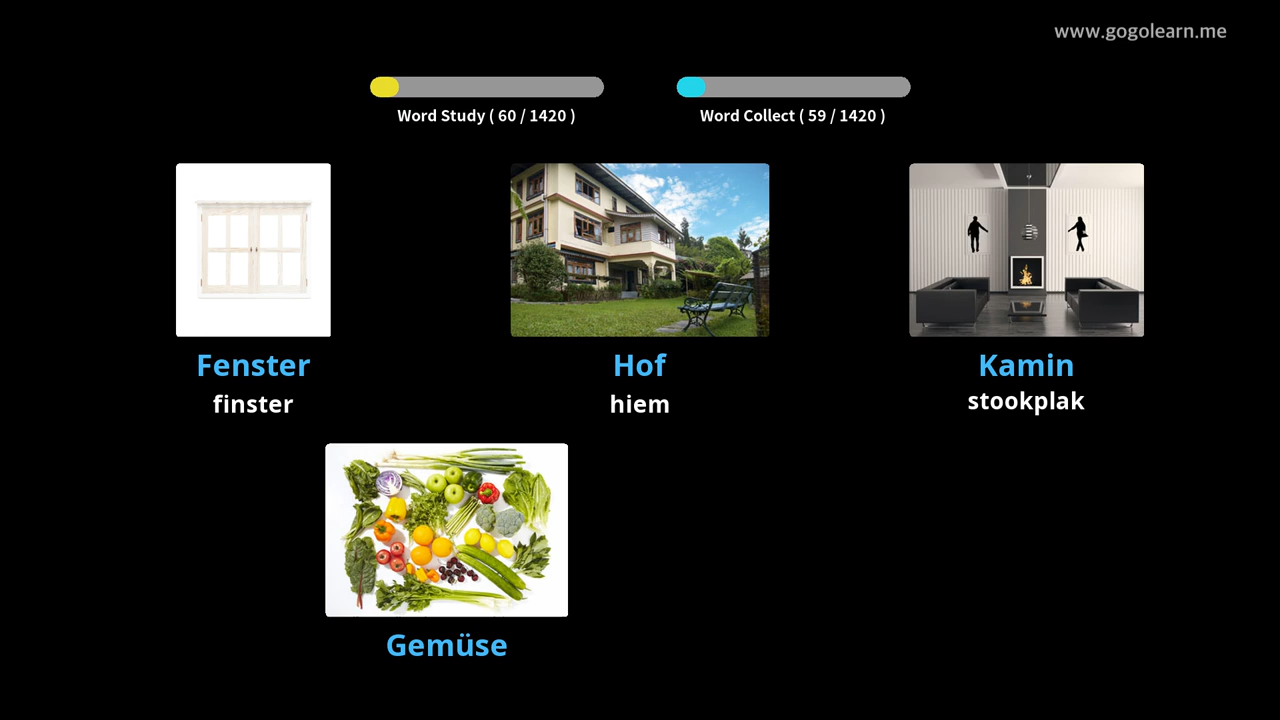 www.gogolearn.me
Word Study ( 60 / 1420 )
Word Collect ( 59 / 1420 )
Fenster
finster
Hof
hiem
Kamin
stookplak
Gemüse